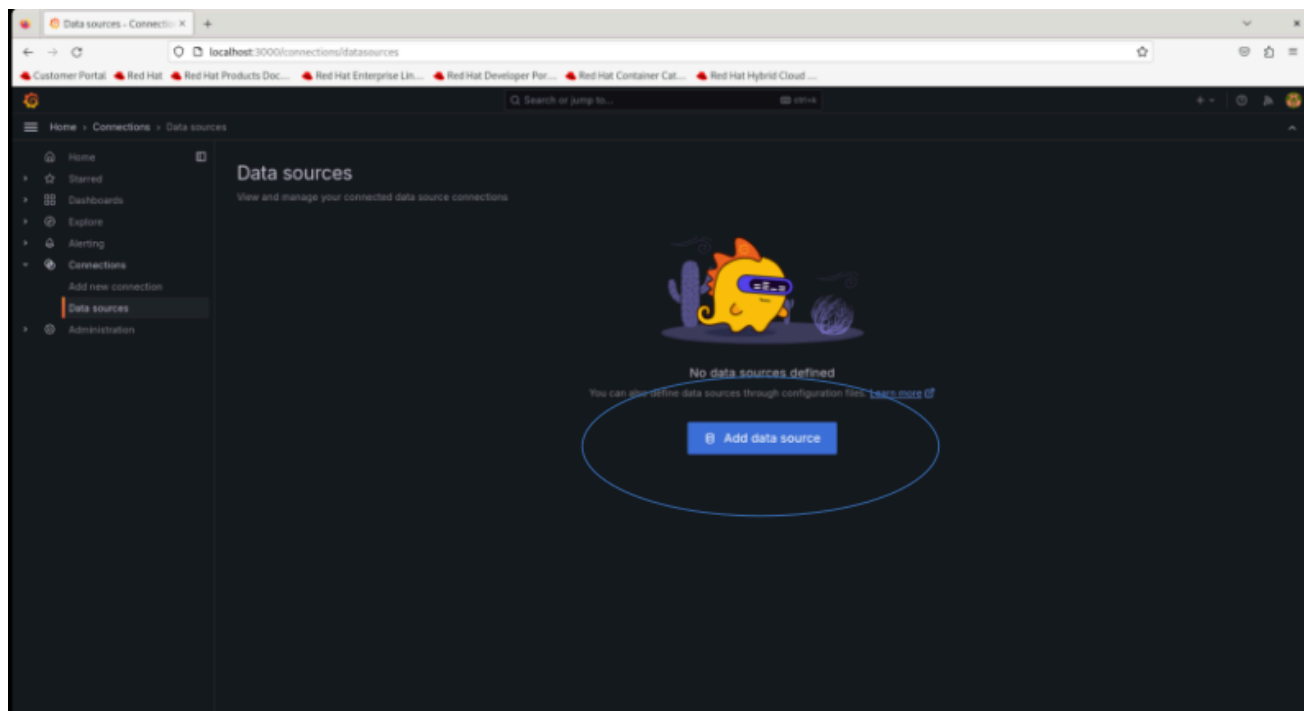 Data sources - Connectio
localhost:3000/connections/datasources
Customer Portal Red Hat Red Hat Products Doc... Red Hat Enterprise Lin... Red Hat Developer Por... Red Hat Container Cat... Red Hat Hybrid Cloud ...
Search or jump to... ctrl+k
Home › Connections › Data sources
Home
Starred
Dashboards
Explore
Alerting
Connections
Add new connection
Data sources
Administration
Data sources
View and manage your connected data source connections
No data sources defined
You can also define data sources through configuration files. Learn more
Add data source